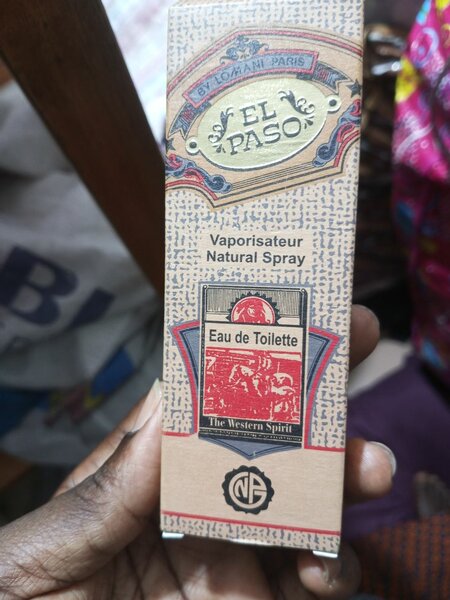 BY LOMANI PARIS
EL
PASO
Vaporisateur
Natural Spray
Eau de Toilette
The Western Spirit